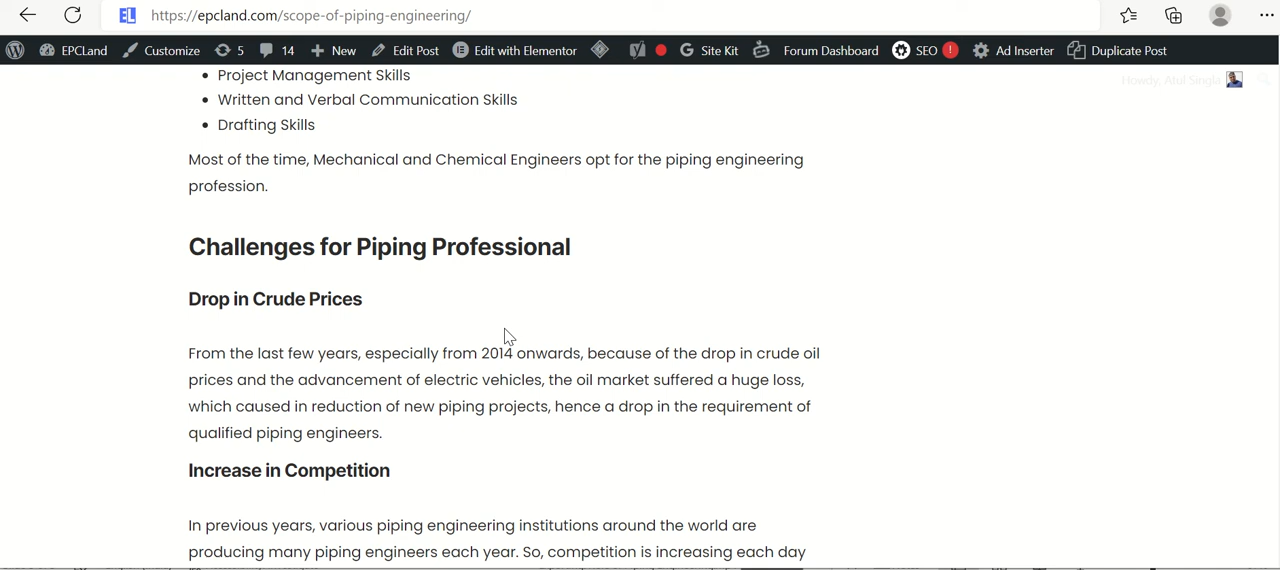 https://epcland.com/scope-of-piping-engineering/
EPCLand Customize 5 14 New Edit Post Edit with Elementor Site Kit Forum Dashboard SEO ! Ad Inserter Duplicate Post
Howdy, Atul Singla
Project Management Skills
Written and Verbal Communication Skills
Drafting Skills
Most of the time, Mechanical and Chemical Engineers opt for the piping engineering
profession.
Challenges for Piping Professional
Drop in Crude Prices
From the last few years, especially from 2014 onwards, because of the drop in crude oil
prices and the advancement of electric vehicles, the oil market suffered a huge loss,
which caused in reduction of new piping projects, hence a drop in the requirement of
qualified piping engineers.
Increase in Competition
In previous years, various piping engineering institutions around the world are
producing many piping engineers each year. So, competition is increasing each day